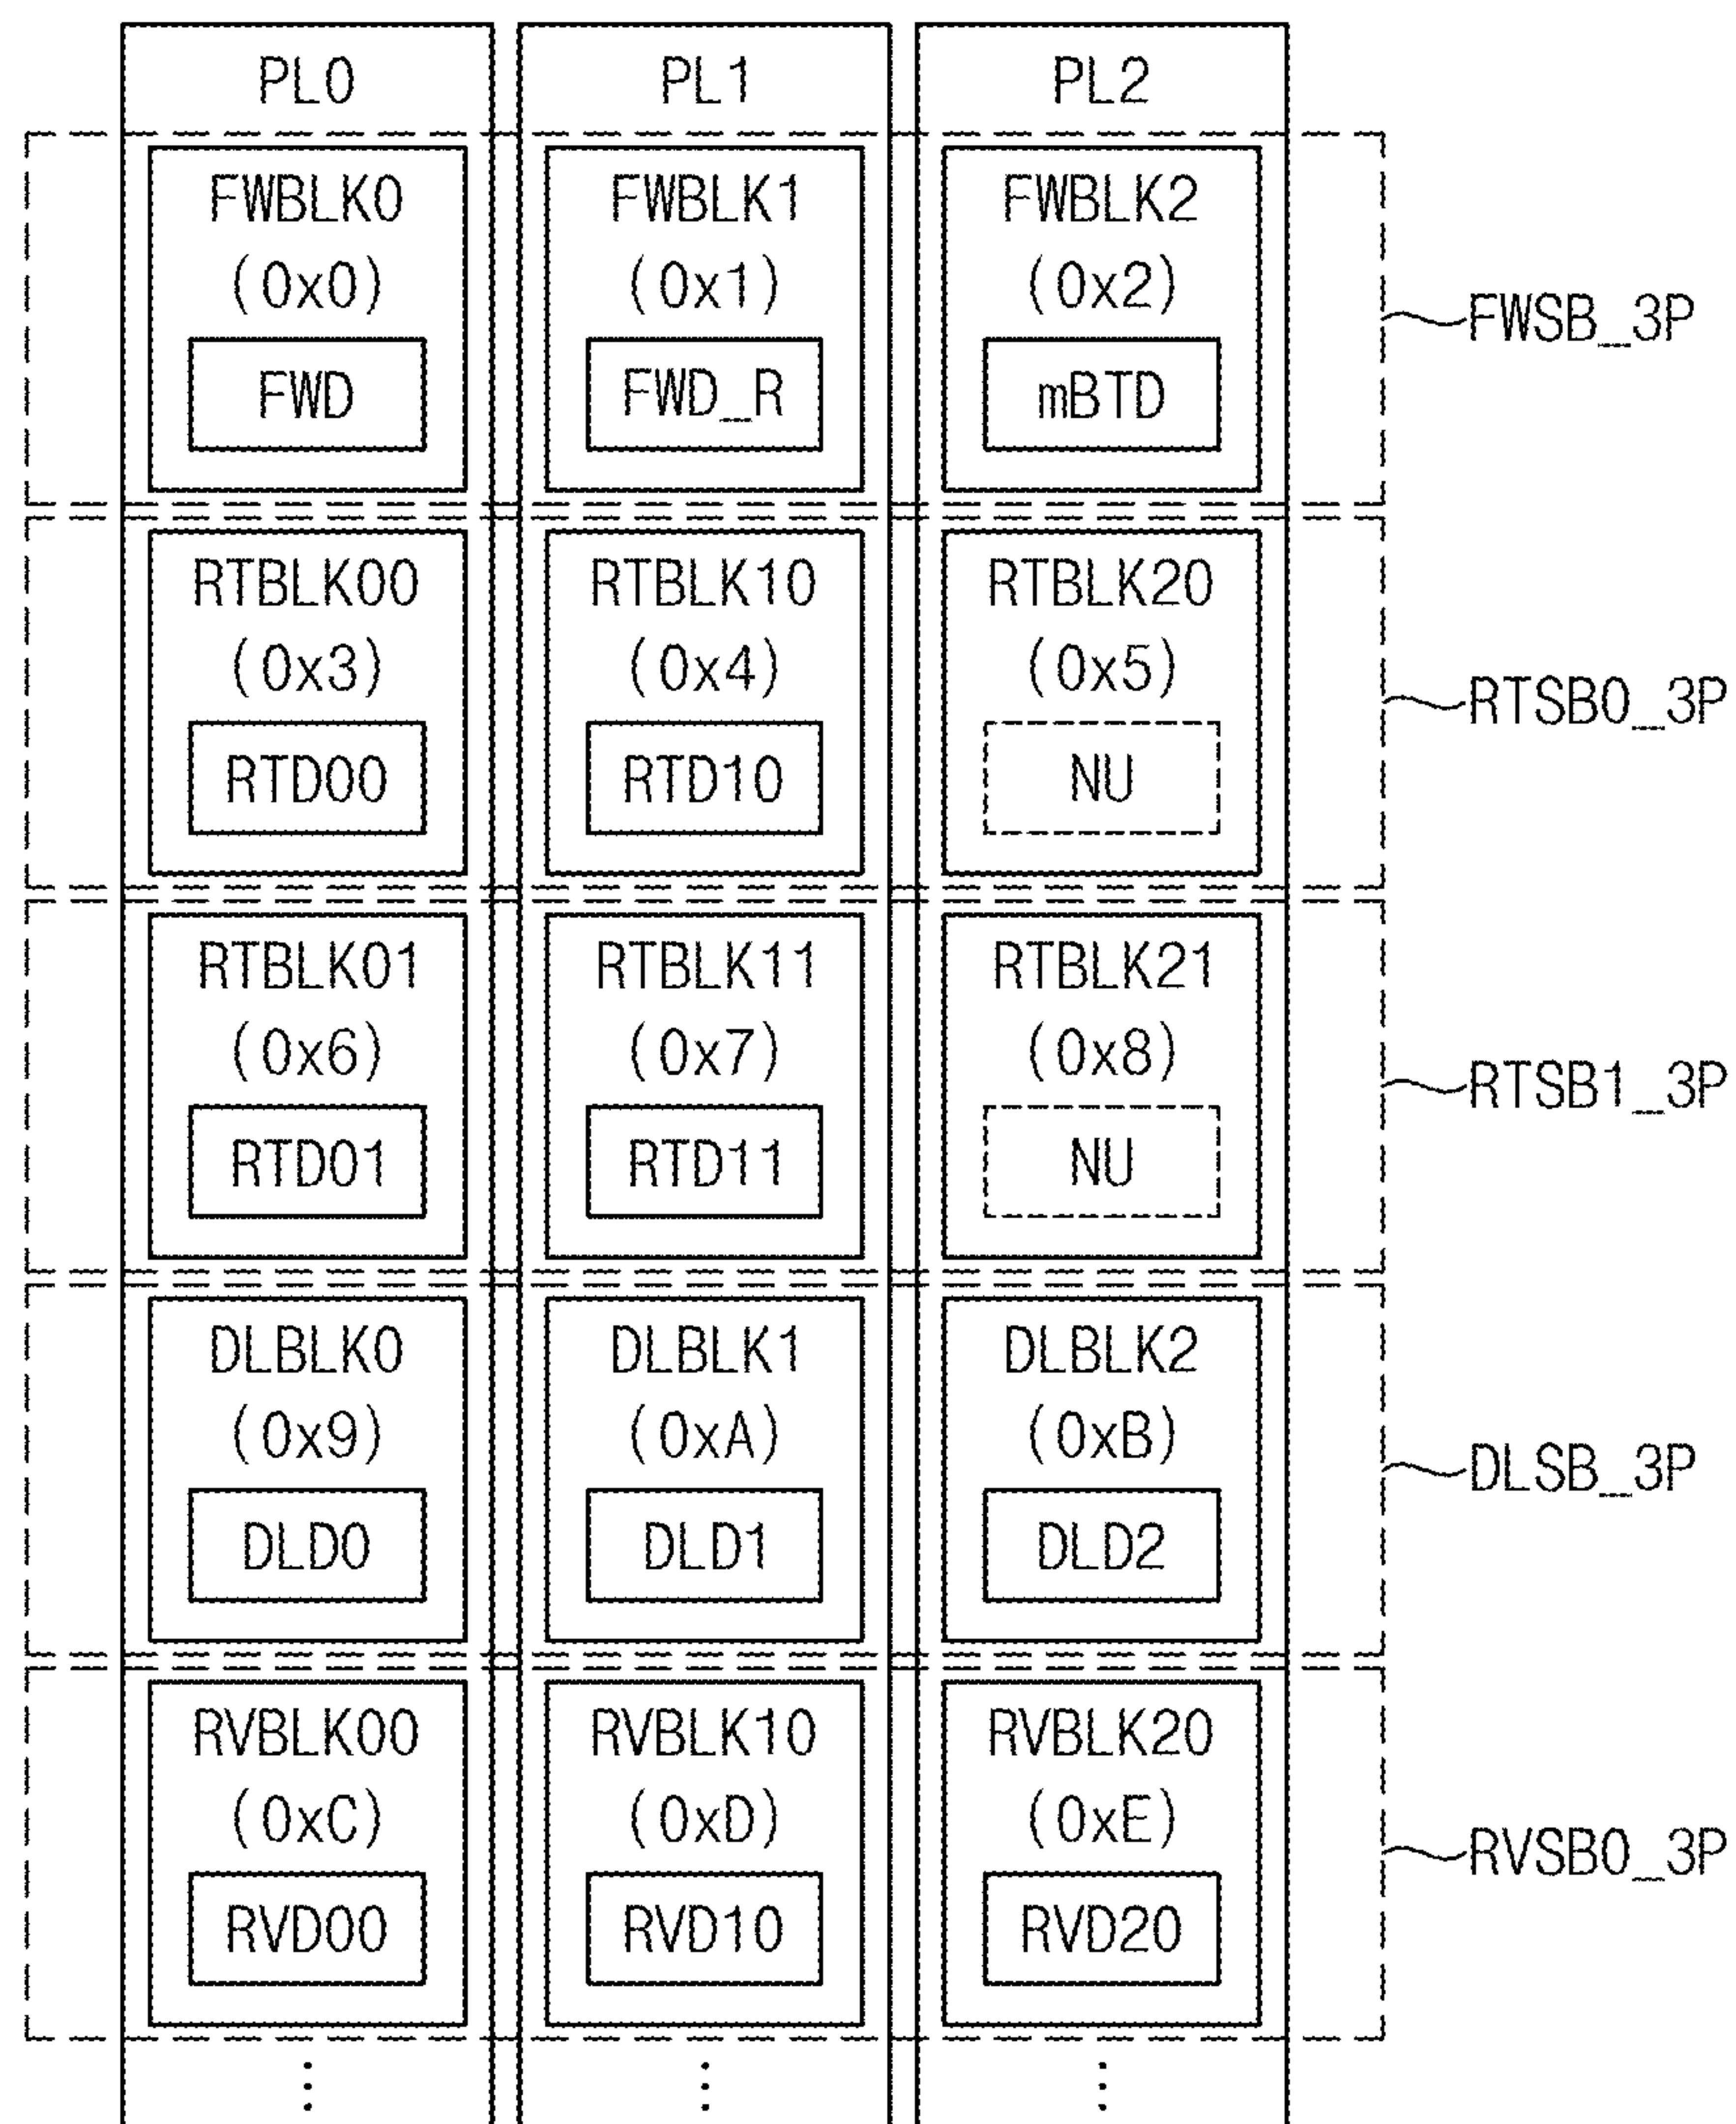 PL0 PL1 PL2
FWBLK0 FWBLK1 FWBLK2
(0x0) (0x1) (0x2)
FWSB_3P
FWD FWD_R mBTD
RTBLK00 RTBLK10 RTBLK20
(0x3) (0x4) (0x5)
RTSB0_3P
RTD00 RTD10 NU
RTBLK01 RTBLK11 RTBLK21
(0x6) (0x7) (0x8)
RTSB1_3P
RTD01 RTD11 NU
DLBLK0 DLBLK1 DLBLK2
(0x9) (0xA) (0xB)
DLSB_3P
DLD0 DLD1 DLD2
RVBLK00 RVBLK10 RVBLK20
(0xC) (0xD) (0xE)
RVSB0_3P
RVD00 RVD10 RVD20